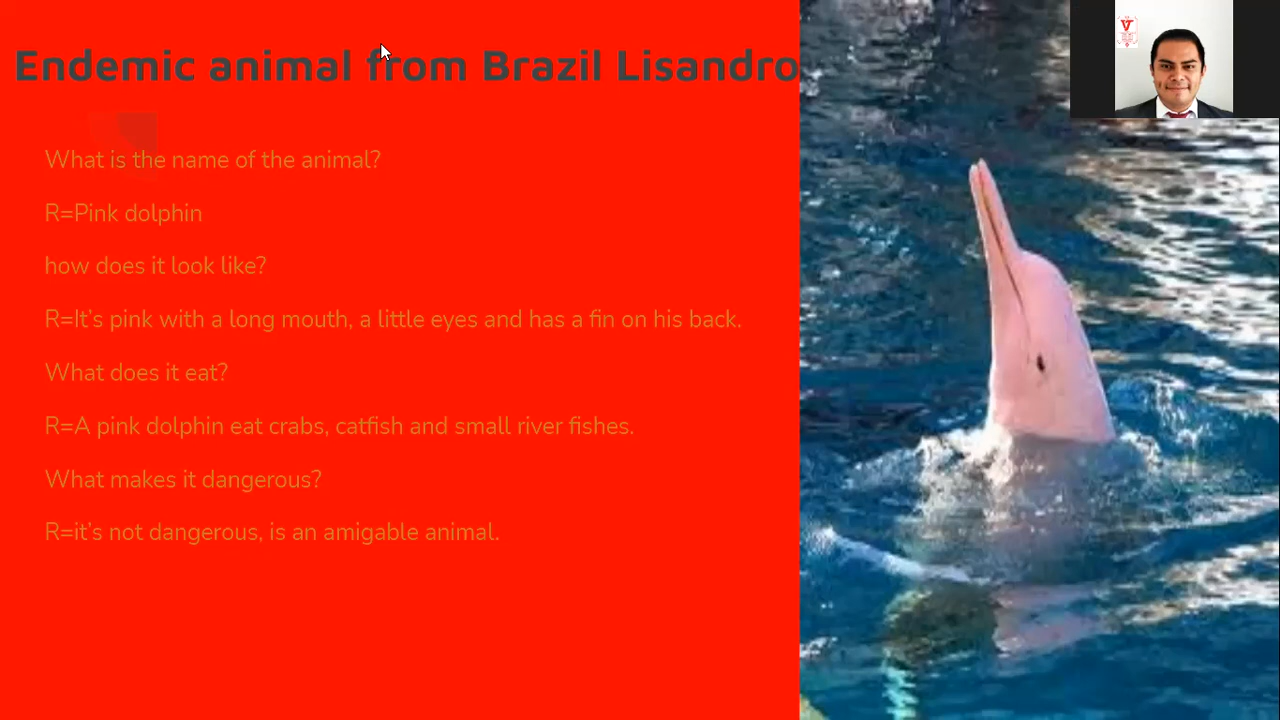 Endemic animal from Brazil Lisandro
What is the name of the animal?
R=Pink dolphin
how does it look like?
R=It's pink with a long mouth, a little eyes and has a fin on his back.
What does it eat?
R=A pink dolphin eat crabs, catfish and small river fishes.
What makes it dangerous?
R=it's not dangerous, is an amigable animal.